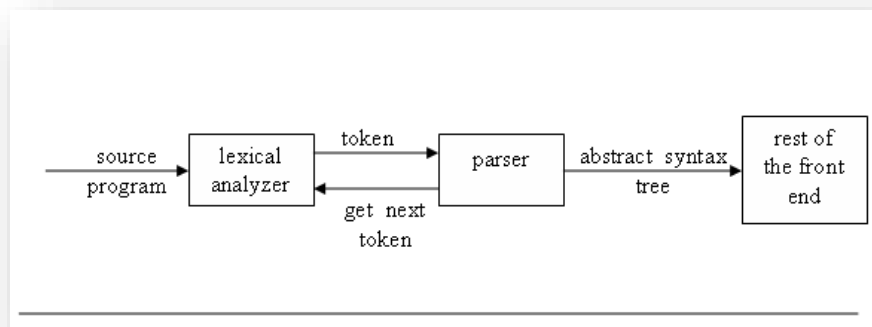 source
program
lexical
analyzer
token
get next
token
parser
abstract syntax
tree
rest of
the front
end